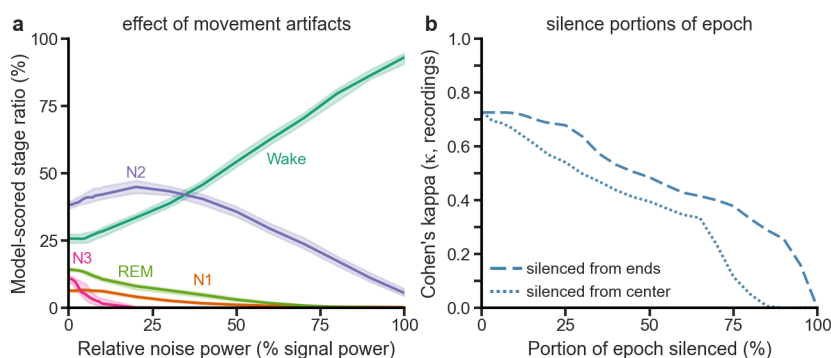 a
effect of movement artifacts
Model-scored stage ratio (%)
100
75
50
25
0
N2
Wake
N3
REM
N1
0
25
50
75
100
Relative noise power (% signal power)
b
silence portions of epoch
Cohen's kappa (κ, recordings)
1.0
0.8
0.6
0.4
0.2
0.0
silenced from ends
silenced from center
0
25
50
75
100
Portion of epoch silenced (%)